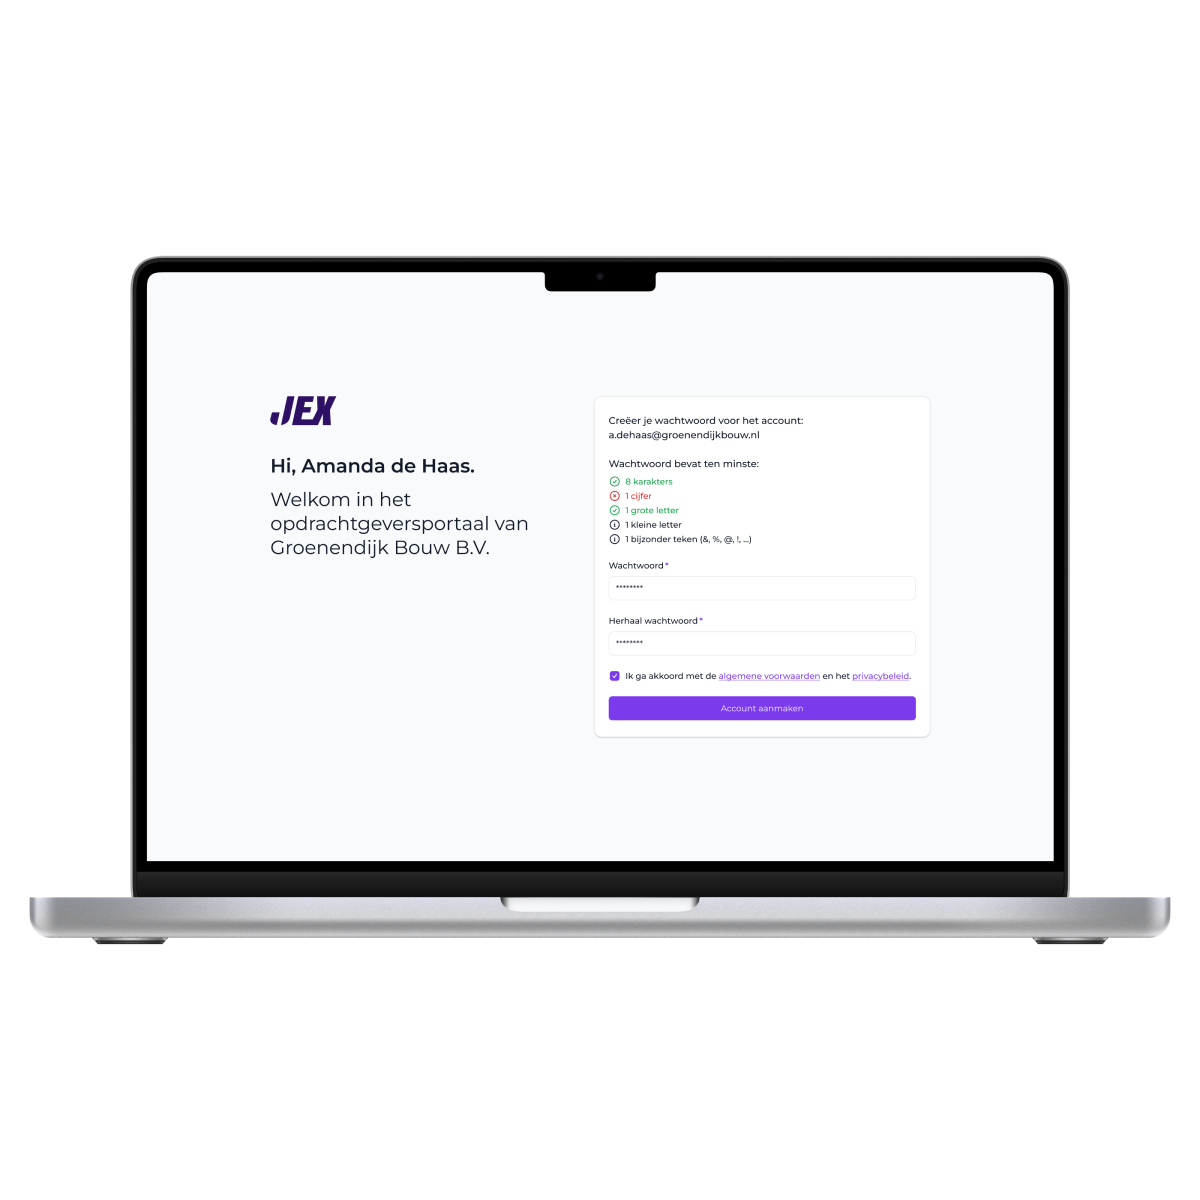 JEX
Hi, Amanda de Haas.
Welkom in het
opdrachtgeversportaal van
Groenendijk Bouw B.V.
Creëer je wachtwoord voor het account:
a.dehaas@groenendijkbouw.nl
Wachtwoord bevat ten minste:
8 karakters
1 cijfer
1 grote letter
1 kleine letter
1 bijzonder teken (&, %, @, !, ...)
Wachtwoord *
********
Herhaal wachtwoord *
********
Ik ga akkoord met de algemene voorwaarden en het privacybeleid.
Account aanmaken